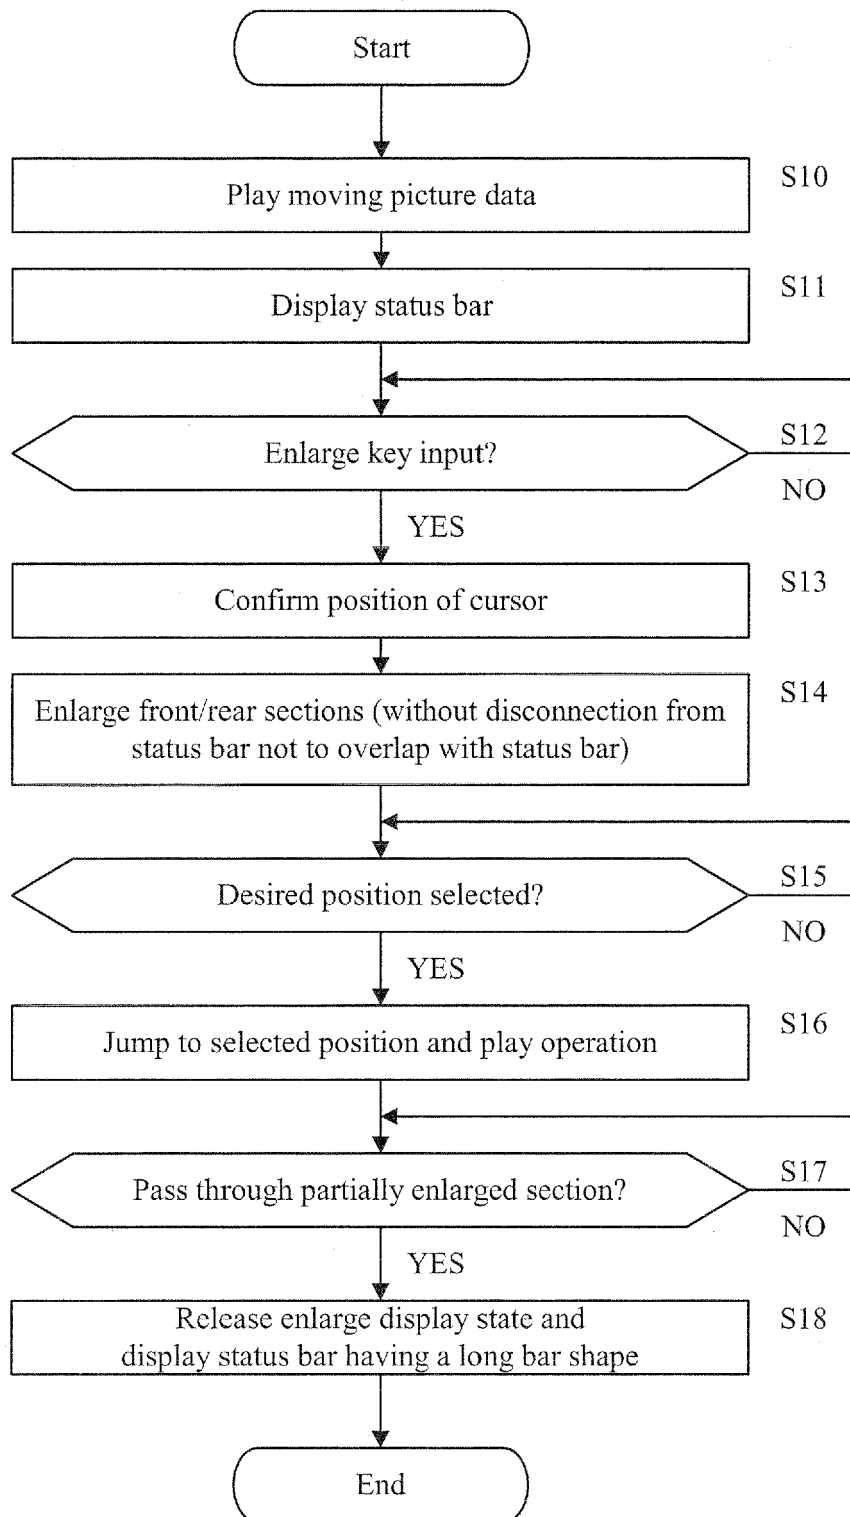 Start
Play moving picture data
S10
Display status bar
S11
Enlarge key input?
S12
NO
YES
Confirm position of cursor
S13
Enlarge front/rear sections (without disconnection from
status bar not to overlap with status bar)
S14
Desired position selected?
S15
NO
YES
Jump to selected position and play operation
S16
Pass through partially enlarged section?
S17
NO
YES
Release enlarge display state and
display status bar having a long bar shape
S18
End